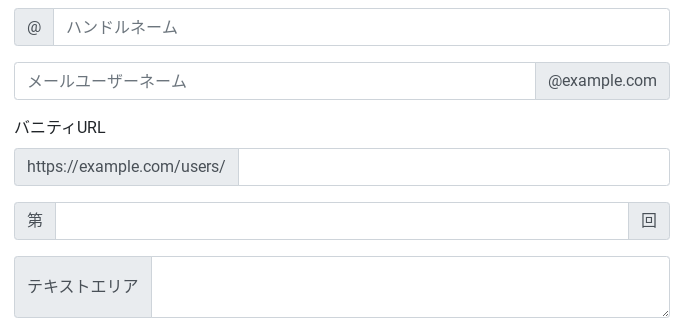 @ ハンドルネーム
メールユーザーネーム @example.com
バニティURL
https://example.com/users/
第 回
テキストエリア